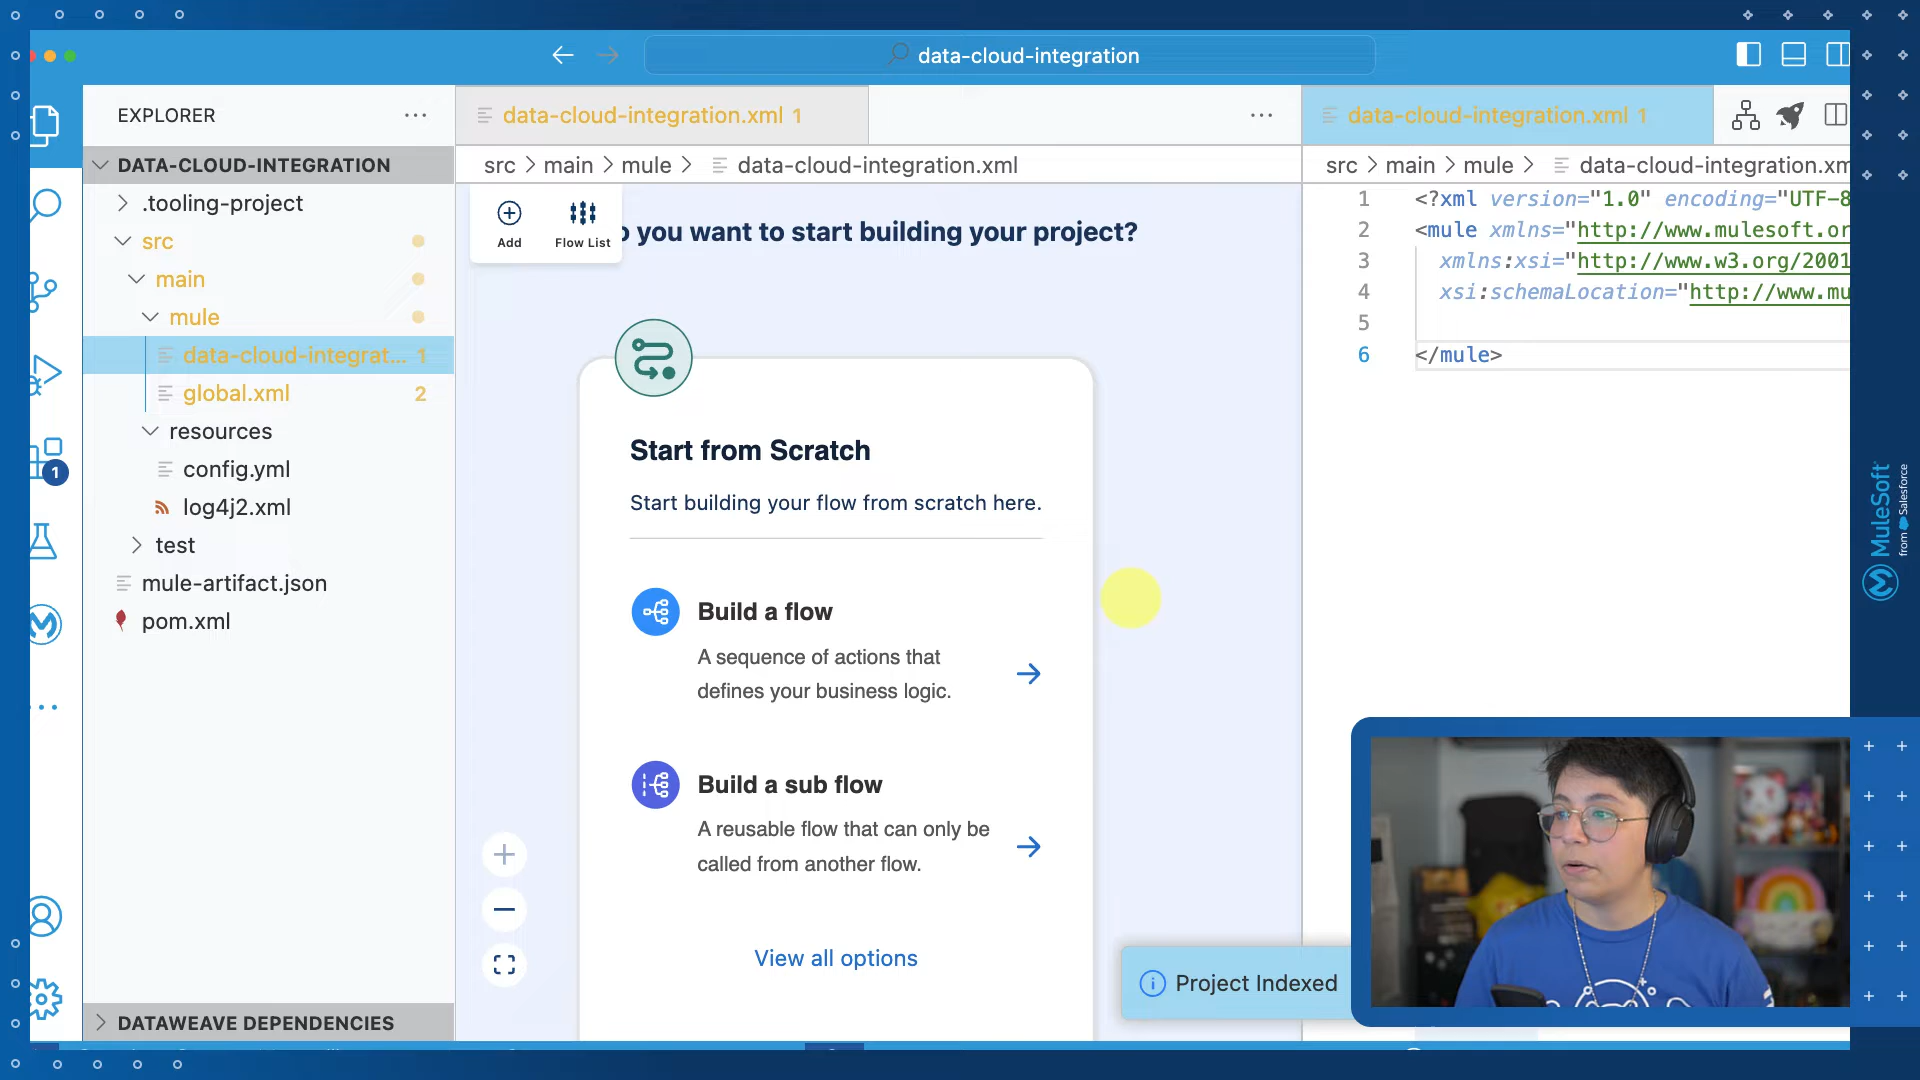 data-cloud-integration
EXPLORER
DATA-CLOUD-INTEGRATION
.tooling-project
src
main
mule
data-cloud-integrat... 1
global.xml 2
resources
config.yml
log4j2.xml
test
mule-artifact.json
pom.xml
DATAWEAVE DEPENDENCIES
1
data-cloud-integration.xml 1
src > main > mule > data-cloud-integration.xml
Add
Flow List
o you want to start building your project?
Start from Scratch
Start building your flow from scratch here.
Build a flow
A sequence of actions that
defines your business logic.
Build a sub flow
A reusable flow that can only be
called from another flow.
View all options
Project Indexed
data-cloud-integration.xml 1
src > main > mule > data-cloud-integration.xm
1 <?xml version="1.0" encoding="UTF-8
2 <mule xmlns="http://www.mulesoft.or
3 xmlns:xsi="http://www.w3.org/2001
4 xsi:schemaLocation="http://www.mu
5
6 </mule>
MuleSoft
from Salesforce